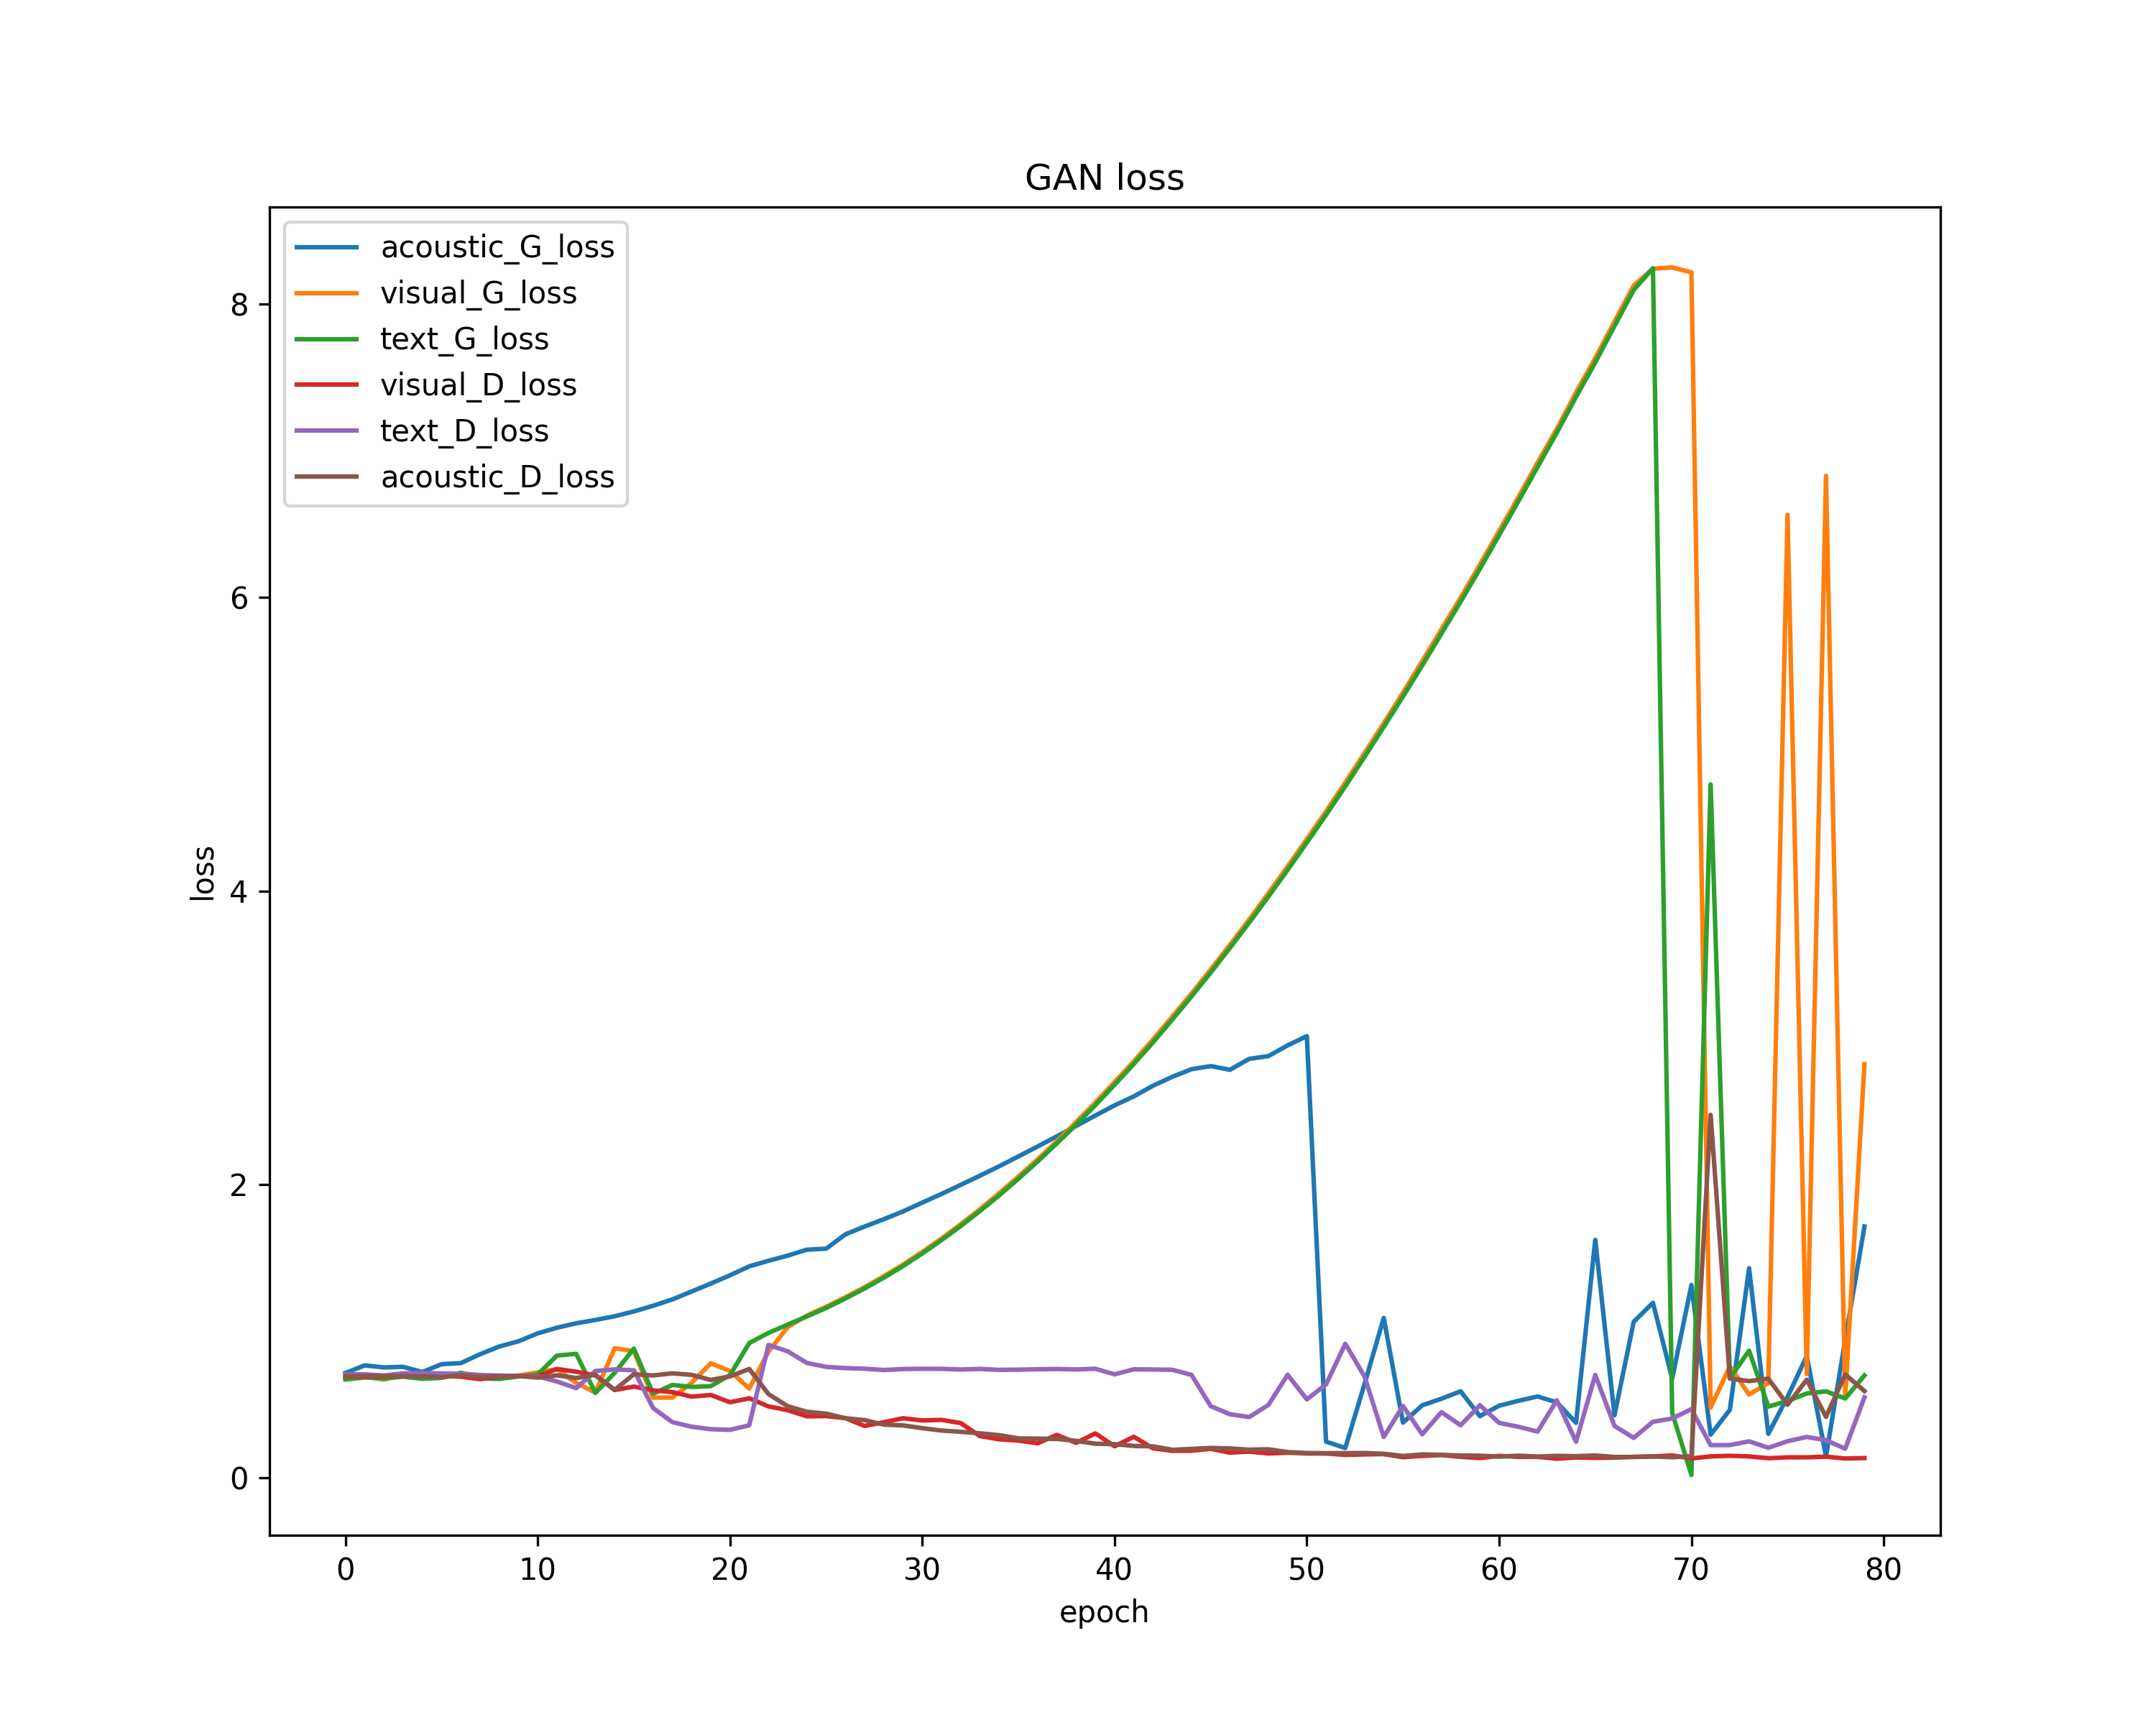 GAN loss
acoustic_G_loss
visual_G_loss
text_G_loss
visual_D_loss
text_D_loss
acoustic_D_loss
8
6
4
2
0
loss
0 10 20 30 40 50 60 70 80
epoch